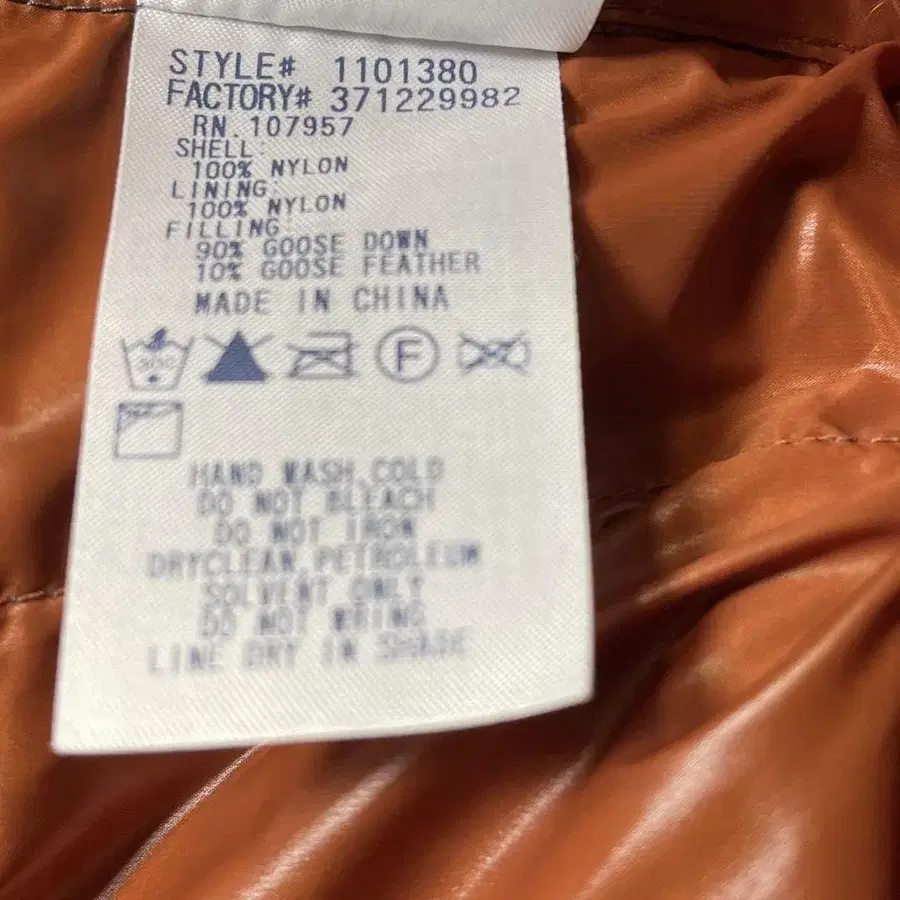 STYLE# 1101380
FACTORY# 371229982
RN.107957
SHELL:
100% NYLON
LINING:
100% NYLON
FILLING:
90% GOOSE DOWN
10% GOOSE FEATHER
MADE IN CHINA
F
HAND WASH,COLD
DO NOT BLEACH
DO NOT IRON
DRYCLEAN,PETROLEUM
SOLVENT ONLY
DO NOT WRING
LINE DRY IN SHADE